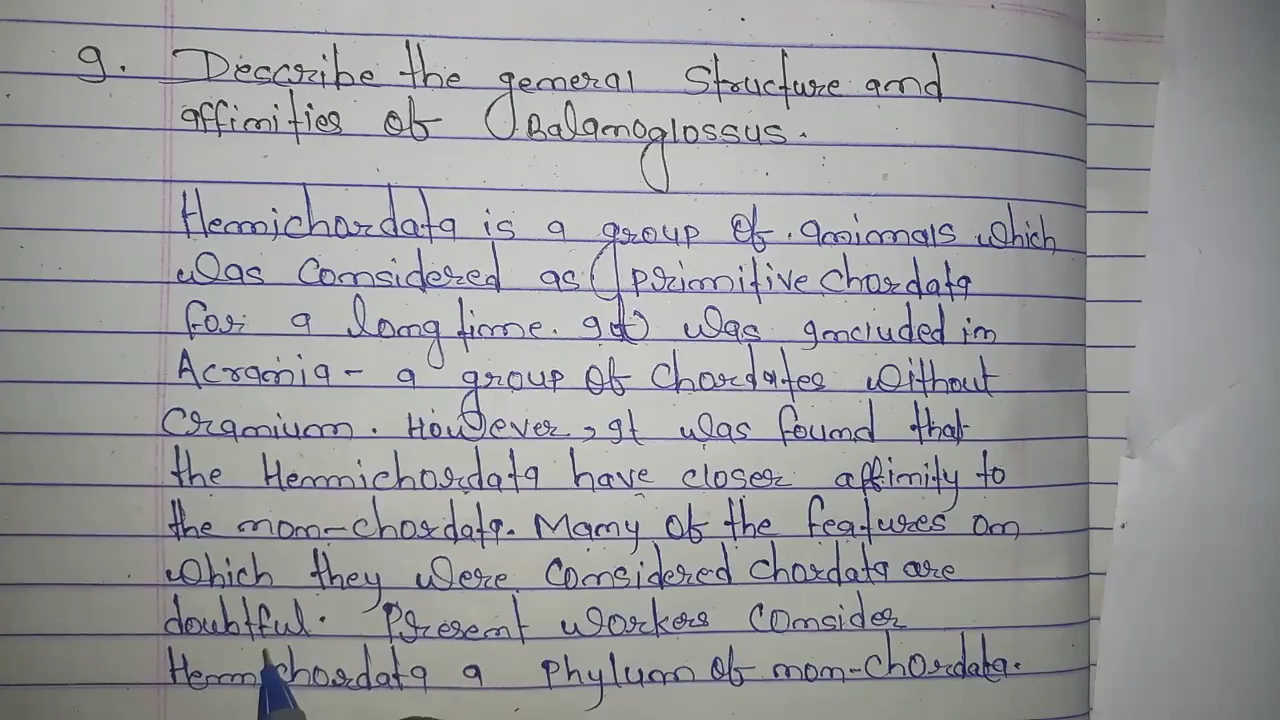 9. Describe the general structure and
affinities of Balanoglossus.
Hemichordata is a group of animals which
was considered as primitive chordata
for a long time. It was included in
Acrania - a group of chordates without
cranium. However, It was found that
the Hemichordata have closer affinity to
the non-chordata. Many of the features on
which they were considered chordata are
doubtful. Present workers consider
Hemichordata a phylum of non-chordata.